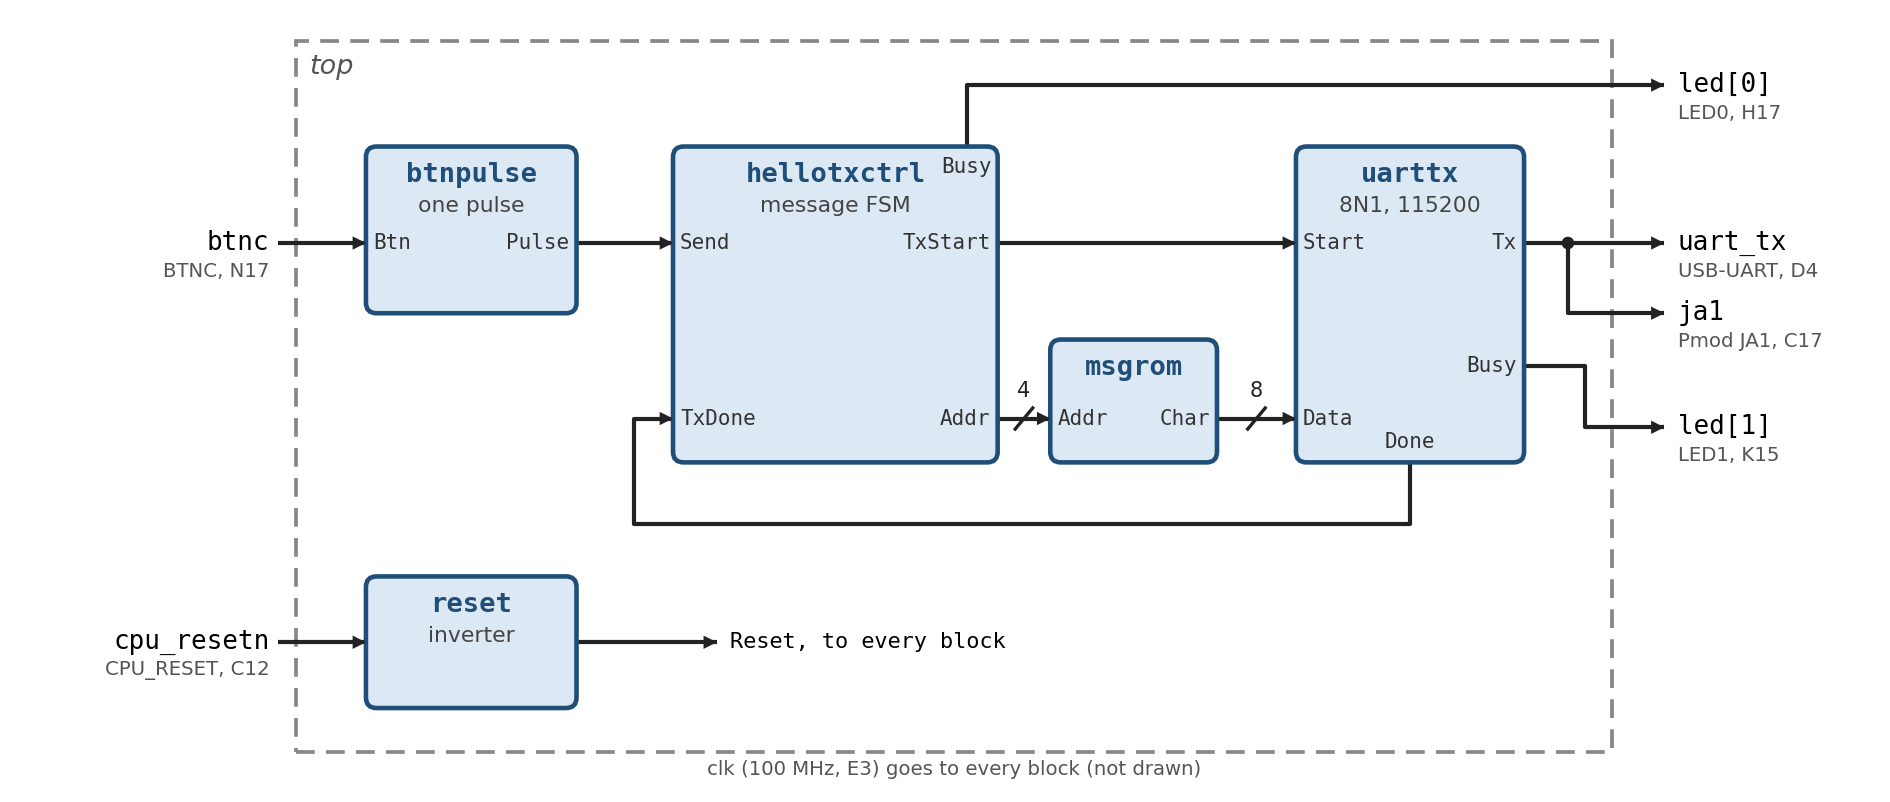 top
led[0]
LED0, H17
btnpulse
one pulse
Btn
Pulse
hellotxctrl
Busy
message FSM
Send
TxStart
TxDone
Addr
4
msgrom
Addr
Char
8
uarttx
8N1, 115200
Start
Tx
Busy
Data
Done
btnc
BTNC, N17
uart_tx
USB-UART, D4
ja1
Pmod JA1, C17
led[1]
LED1, K15
cpu_resetn
CPU_RESET, C12
reset
inverter
Reset, to every block
clk (100 MHz, E3) goes to every block (not drawn)